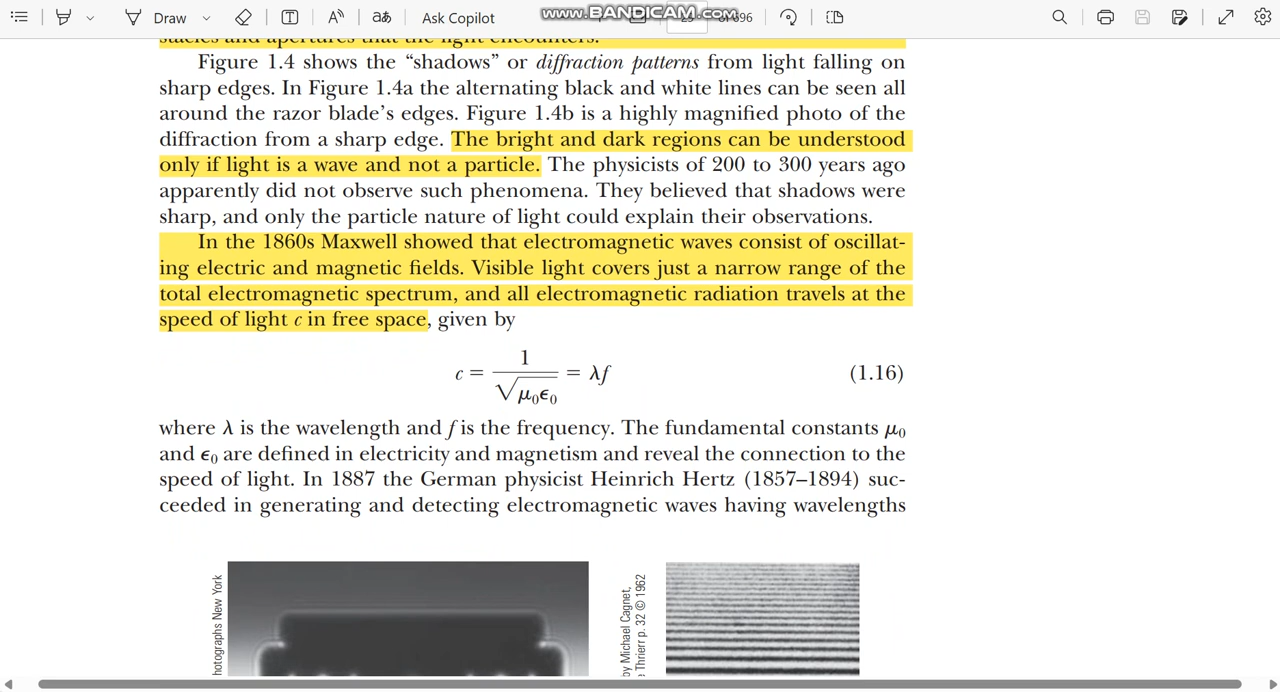 Draw
Ask Copilot
www.BANDICAM.com
stacles and apertures that the light encounters.
Figure 1.4 shows the “shadows” or diffraction patterns from light falling on
sharp edges. In Figure 1.4a the alternating black and white lines can be seen all
around the razor blade’s edges. Figure 1.4b is a highly magnified photo of the
diffraction from a sharp edge. The bright and dark regions can be understood
only if light is a wave and not a particle. The physicists of 200 to 300 years ago
apparently did not observe such phenomena. They believed that shadows were
sharp, and only the particle nature of light could explain their observations.
In the 1860s Maxwell showed that electromagnetic waves consist of oscillat-
ing electric and magnetic fields. Visible light covers just a narrow range of the
total electromagnetic spectrum, and all electromagnetic radiation travels at the
speed of light c in free space, given by
c = 1/√μ₀ϵ₀ = λf (1.16)
where λ is the wavelength and f is the frequency. The fundamental constants μ₀
and ϵ₀ are defined in electricity and magnetism and reveal the connection to the
speed of light. In 1887 the German physicist Heinrich Hertz (1857–1894) suc-
ceeded in generating and detecting electromagnetic waves having wavelengths
hotographs New York
by Michael Cagnet,
Thrierr p. 32 © 1962